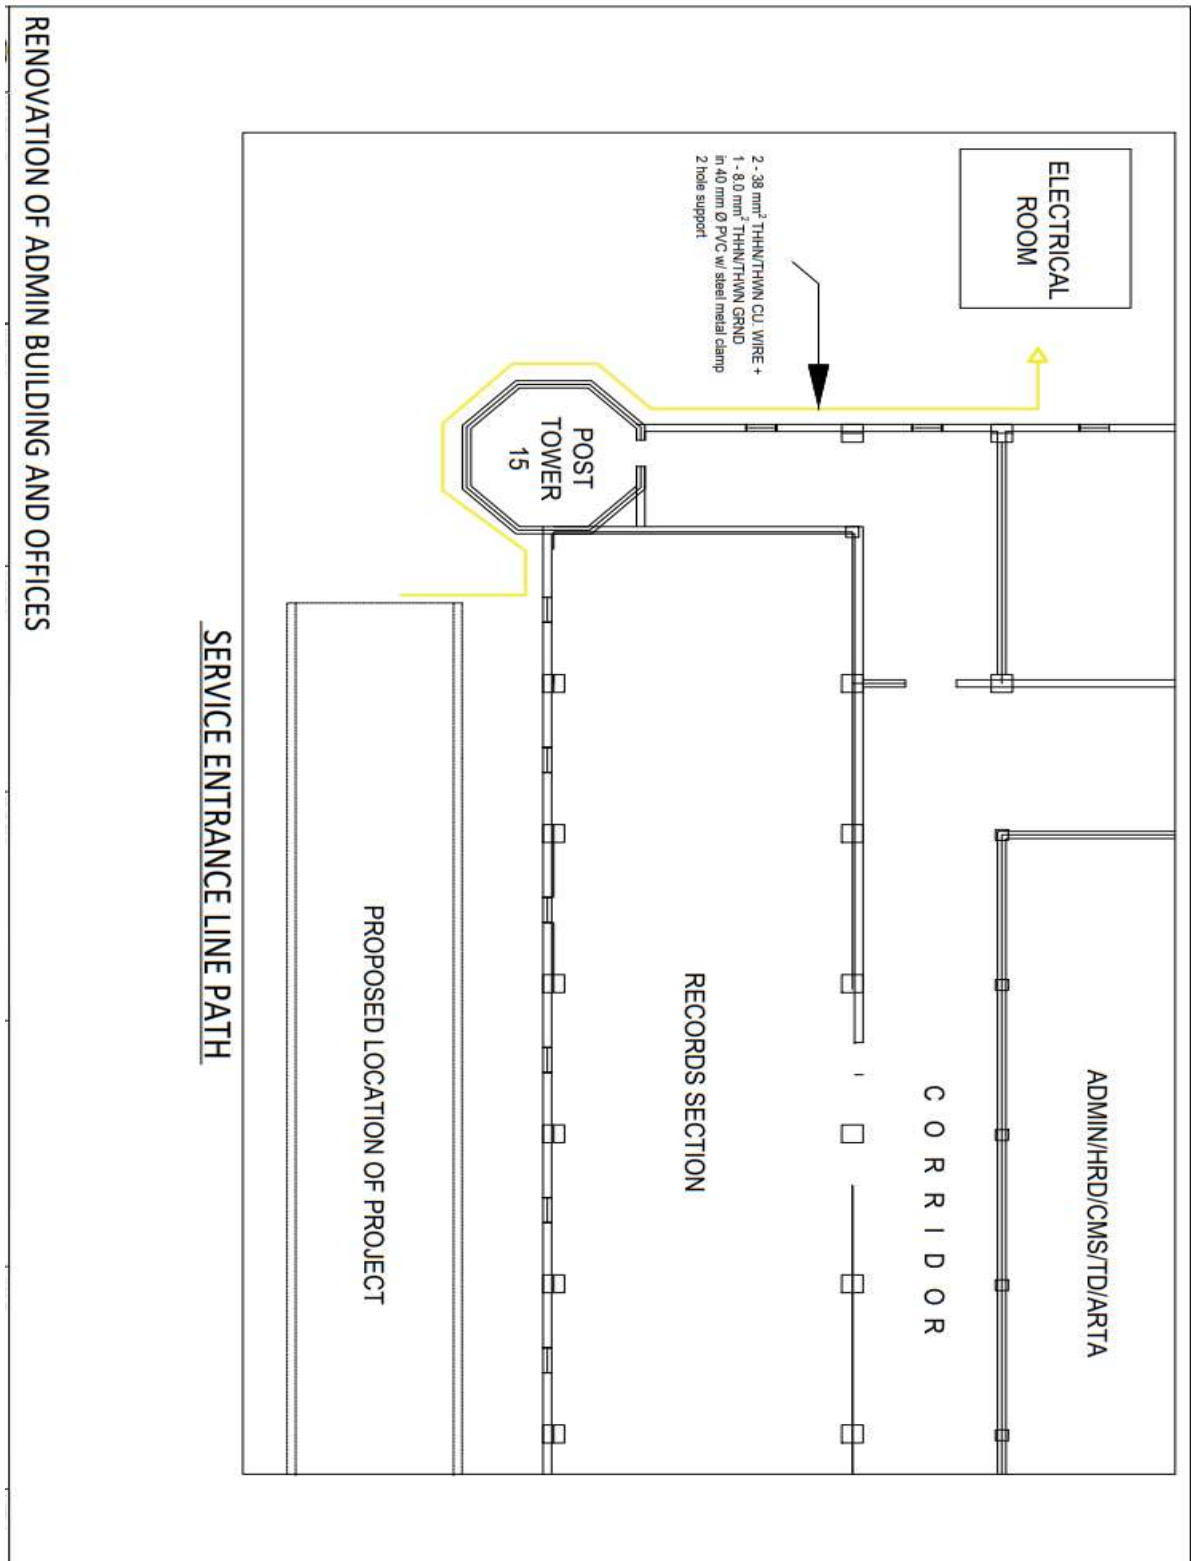 ELECTRICAL
ROOM
2 - 38 mm² THHN/THWN CU. WIRE +
1 - 8.0 mm² THHN/THWN GRND
in 40 mm Ø PVC w/ steel metal clamp
2 hole support
POST
TOWER
15
ADMIN/HRD/CMS/TD/ARTA
C O R R I D O R
RECORDS SECTION
PROPOSED LOCATION OF PROJECT
SERVICE ENTRANCE LINE PATH
RENOVATION OF ADMIN BUILDING AND OFFICES